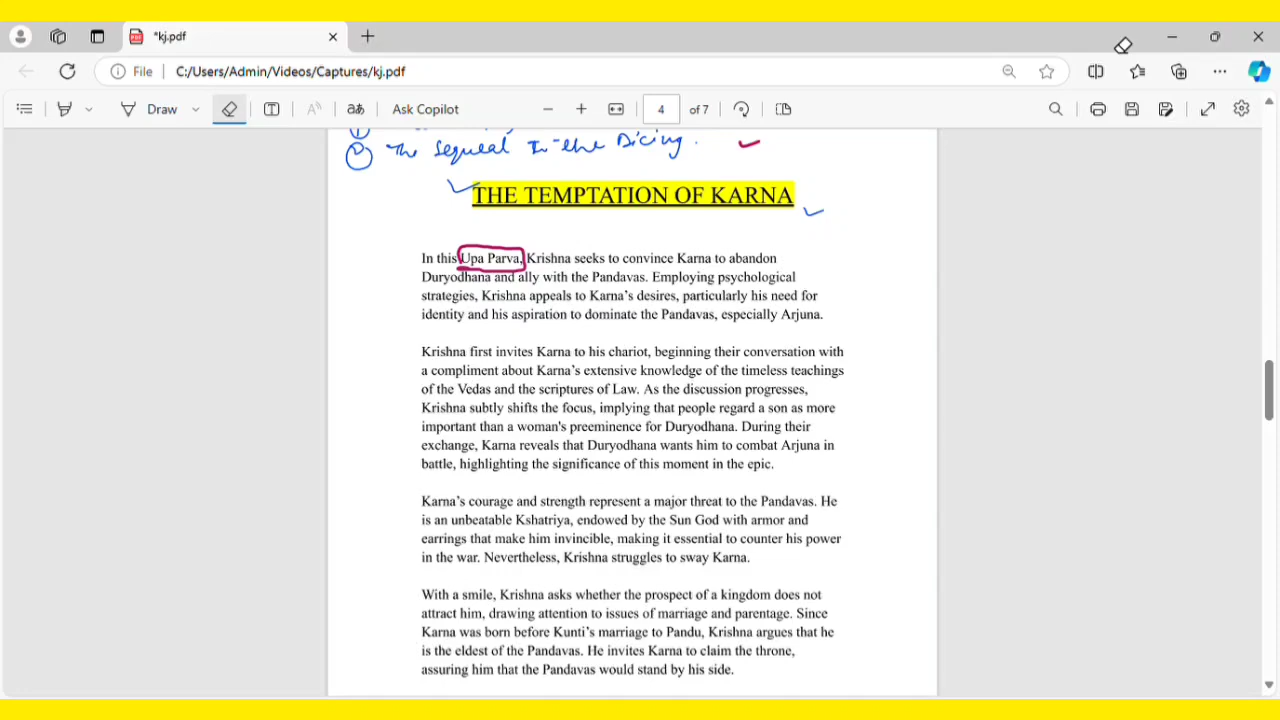 *kj.pdf
File C:/Users/Admin/Videos/Captures/kj.pdf
Draw aあ Ask Copilot 4 of 7
The Sequeal In-the Dicing.
THE TEMPTATION OF KARNA
In this Upa Parva, Krishna seeks to convince Karna to abandon
Duryodhana and ally with the Pandavas. Employing psychological
strategies, Krishna appeals to Karna’s desires, particularly his need for
identity and his aspiration to dominate the Pandavas, especially Arjuna.
Krishna first invites Karna to his chariot, beginning their conversation with
a compliment about Karna’s extensive knowledge of the timeless teachings
of the Vedas and the scriptures of Law. As the discussion progresses,
Krishna subtly shifts the focus, implying that people regard a son as more
important than a woman's preeminence for Duryodhana. During their
exchange, Karna reveals that Duryodhana wants him to combat Arjuna in
battle, highlighting the significance of this moment in the epic.
Karna’s courage and strength represent a major threat to the Pandavas. He
is an unbeatable Kshatriya, endowed by the Sun God with armor and
earrings that make him invincible, making it essential to counter his power
in the war. Nevertheless, Krishna struggles to sway Karna.
With a smile, Krishna asks whether the prospect of a kingdom does not
attract him, drawing attention to issues of marriage and parentage. Since
Karna was born before Kunti’s marriage to Pandu, Krishna argues that he
is the eldest of the Pandavas. He invites Karna to claim the throne,
assuring him that the Pandavas would stand by his side.